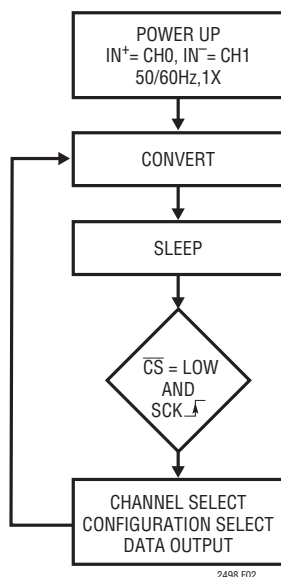 POWER UP
IN⁺= CH0, IN⁻= CH1
50/60Hz,1X
CONVERT
SLEEP
C̅S̅ = LOW
AND
SCK
CHANNEL SELECT
CONFIGURATION SELECT
DATA OUTPUT
2498 F02